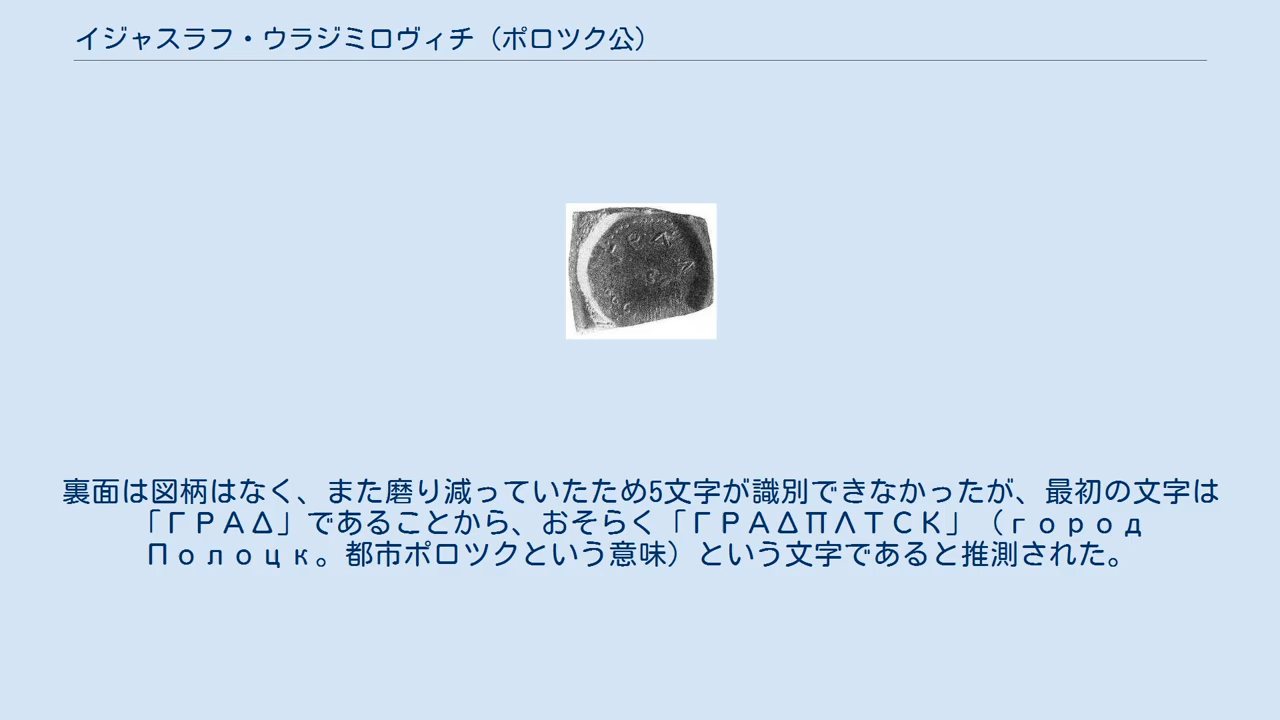 イジャスラフ・ウラジミロヴィチ（ポロツク公）
裏面は図柄はなく、また磨り減っていたため5文字が識別できなかったが、最初の文字は
「ГРАΔ」であることから、おそらく「ГРАΔΠΛТСК」（город
Полоцк。都市ポロツクという意味）という文字であると推測された。